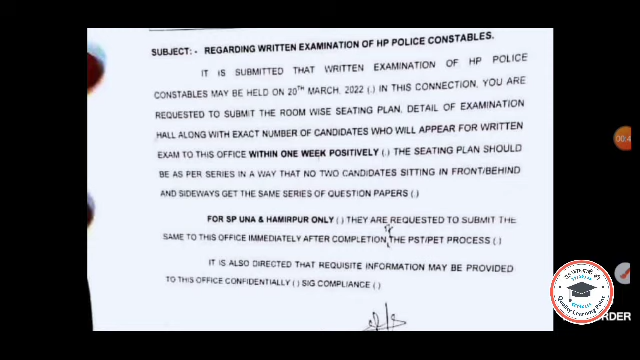 SUBJECT: - REGARDING WRITTEN EXAMINATION OF HP POLICE CONSTABLES.
IT IS SUBMITTED THAT WRITTEN EXAMINATION OF HP POLICE
CONSTABLES MAY BE HELD ON 20TH MARCH, 2022 (.) IN THIS CONNECTION, YOU ARE
REQUESTED TO SUBMIT THE ROOM WISE SEATING PLAN, DETAIL OF EXAMINATION
HALL ALONG WITH EXACT NUMBER OF CANDIDATES WHO WILL APPEAR FOR WRITTEN
EXAM TO THIS OFFICE WITHIN ONE WEEK POSITIVELY (.) THE SEATING PLAN SHOULD
BE AS PER SERIES IN A WAY THAT NO TWO CANDIDATES SITTING IN FRONT/BEHIND
AND SIDEWAYS GET THE SAME SERIES OF QUESTION PAPERS (.)
FOR SP UNA & HAMIRPUR ONLY (.) THEY ARE REQUESTED TO SUBMIT THE
SAME TO THIS OFFICE IMMEDIATELY AFTER COMPLETION THE PST/PET PROCESS (.)
IT IS ALSO DIRECTED THAT REQUISITE INFORMATION MAY BE PROVIDED
TO THIS OFFICE CONFIDENTIALLY (.) SIG COMPLIANCE (.)
00:4
Quality Learning Point
ORDER